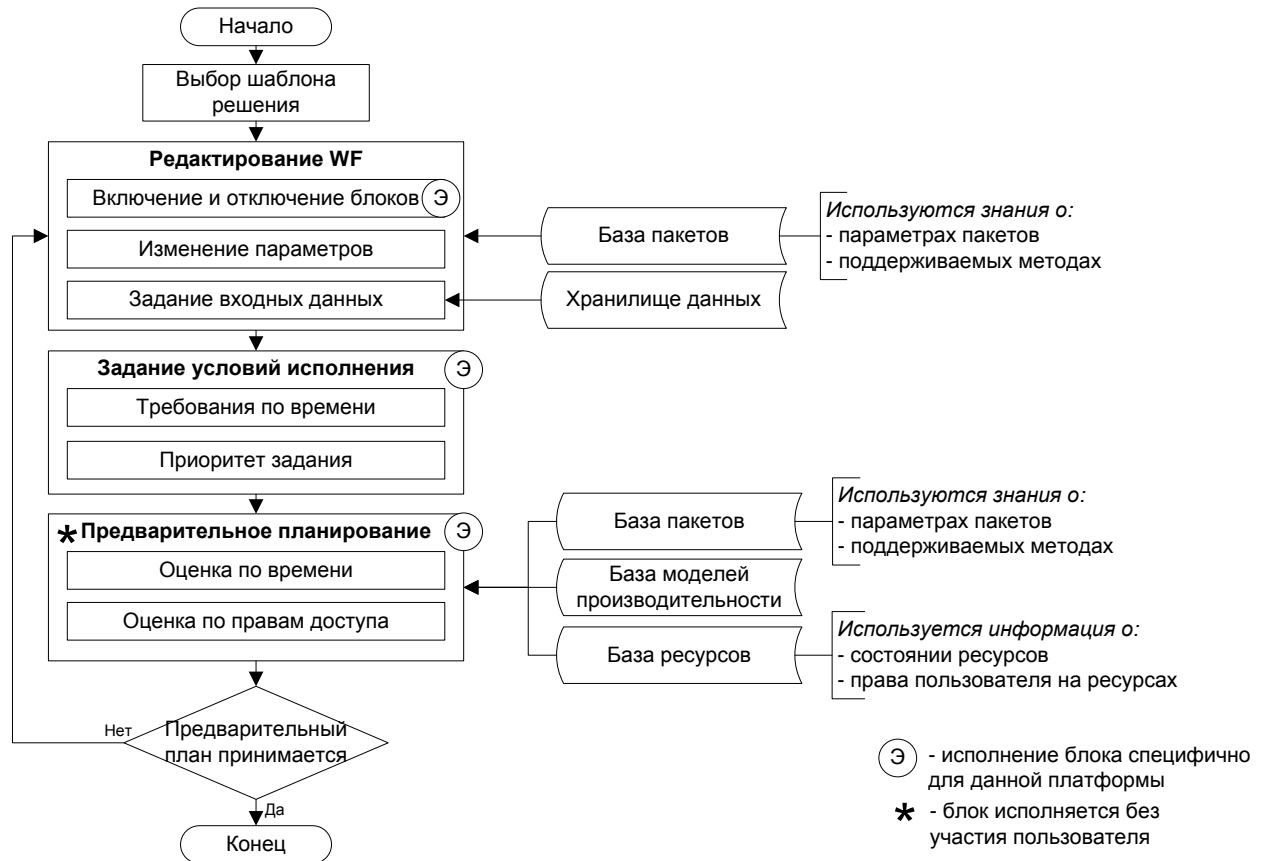 Начало
Выбор шаблона
решения
Редактирование WF
Включение и отключение блоков
Э
Изменение параметров
Задание входных данных
База пакетов
Используются знания о:
- параметрах пакетов
- поддерживаемых методах
Хранилище данных
Задание условий исполнения
Э
Требования по времени
Приоритет задания
* Предварительное планирование
Э
Оценка по времени
Оценка по правам доступа
База пакетов
Используются знания о:
- параметрах пакетов
- поддерживаемых методах
База моделей
производительности
База ресурсов
Используется информация о:
- состоянии ресурсов
- права пользователя на ресурсах
Нет
Предварительный
план принимается
Да
Конец
Э - исполнение блока специфично
для данной платформы
* - блок исполняется без
участия пользователя